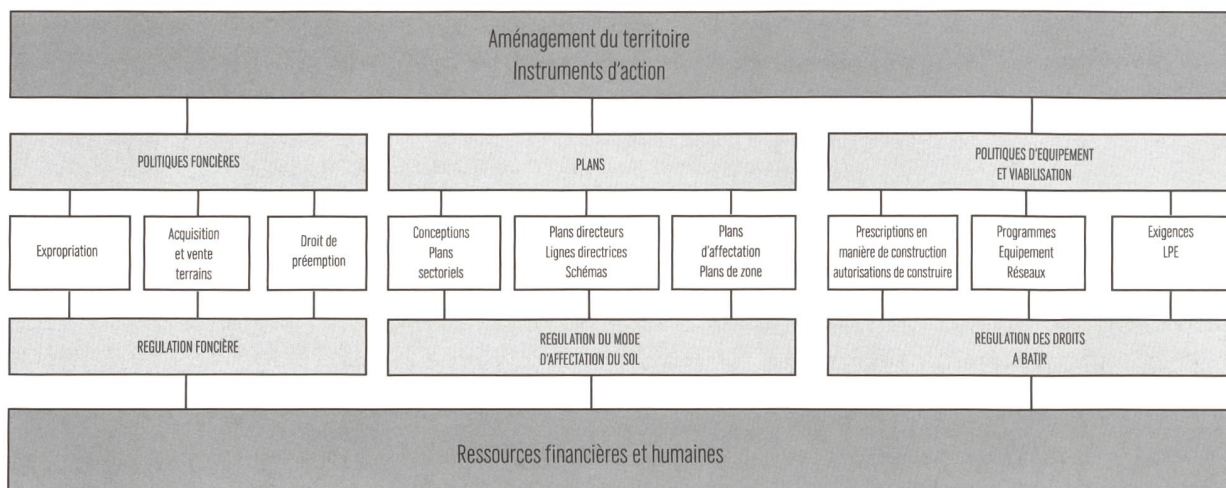 Aménagement du territoire
Instruments d'action
POLITIQUES FONCIÈRES
PLANS
POLITIQUES D'EQUIPEMENT
ET VIABILISATION
Expropriation
Acquisition
et vente
terrains
Droit de
préemption
Conceptions
Plans
sectoriels
Plans directeurs
Lignes directrices
Schémas
Plans
d'affectation
Plans de zone
Prescriptions en
manière de construction
autorisations de construire
Programmes
Equipement
Réseaux
Exigences
LPE
REGULATION FONCIÈRE
REGULATION DU MODE
D'AFFECTATION DU SOL
REGULATION DES DROITS
A BATIR
Ressources financières et humaines